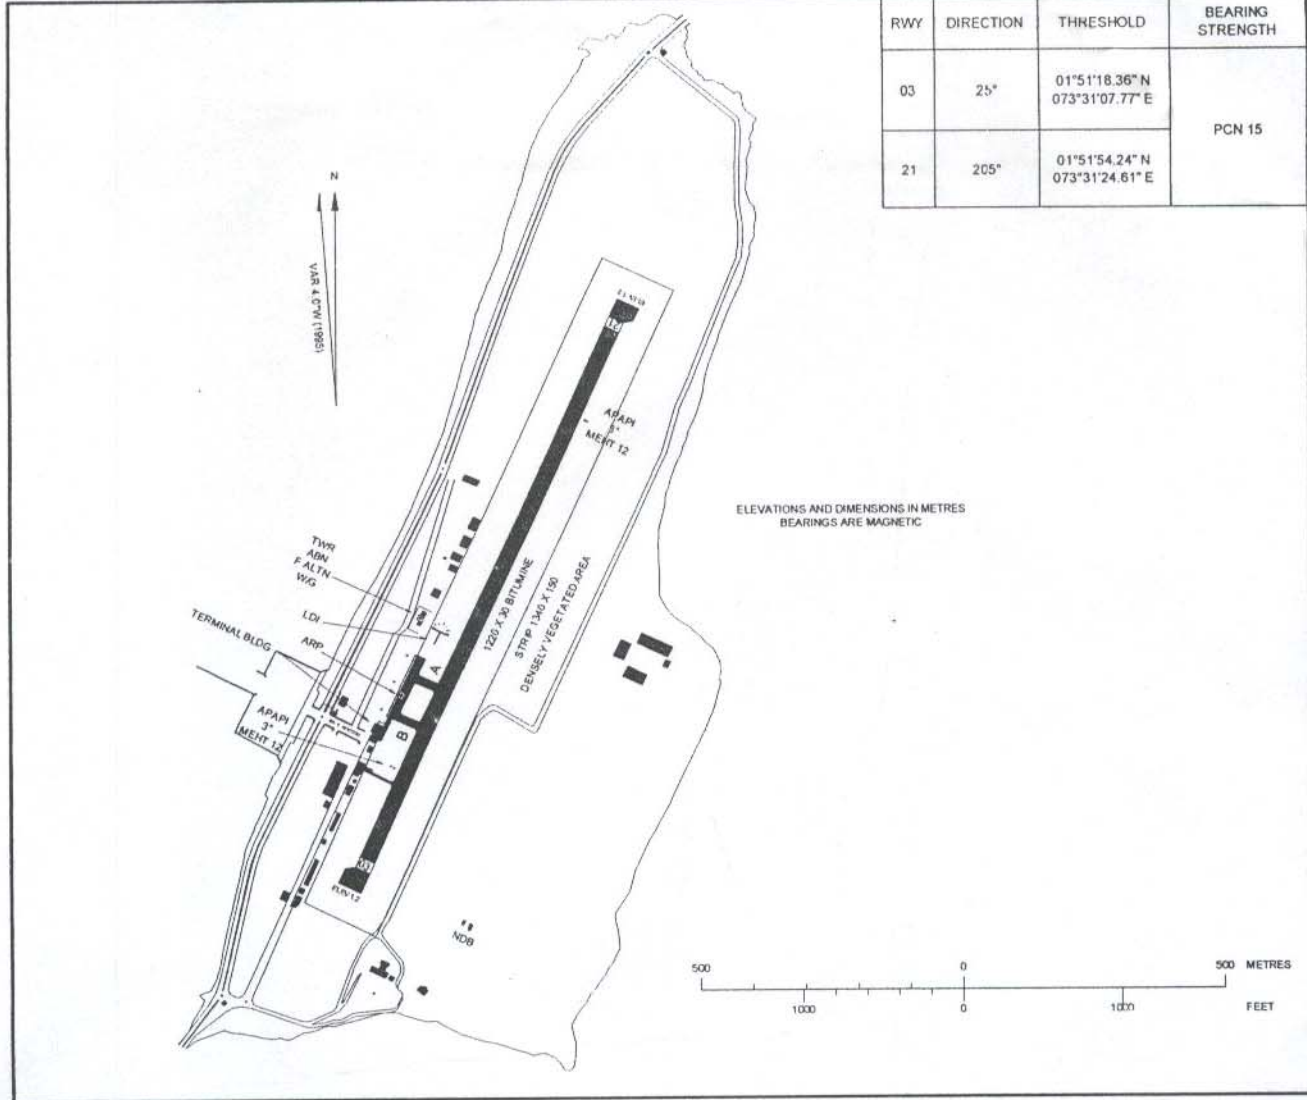 RWY DIRECTION THRESHOLD BEARING STRENGTH
03 25° 01°51'18.36" N
073°31'07.77" E
PCN 15
21 205° 01°51'54.24" N
073°31'24.61" E
N
VAR 4.0°W (1995)
21
APAPI
3°
MEHT 12
ELEVATIONS AND DIMENSIONS IN METRES
BEARINGS ARE MAGNETIC
TWR
ABN
F ALTN
W/G
LDI
ARP
TERMINAL BLDG
1220 X 30 BITUMINE
STRIP 1340 X 150
DENSELY VEGETATED AREA
A
B
APAPI
3°
MEHT 12
03
NDB
500 0 500 METRES
1000 0 1000 FEET